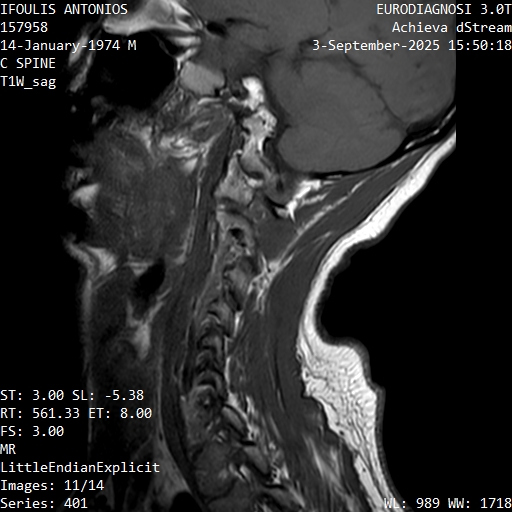 IFOULIS ANTONIOS
157958
14-January-1974 M
C SPINE
T1W_sag
EURODIAGNOSI 3.0T
Achieva dStream
3-September-2025 15:50:18
ST: 3.00 SL: -5.38
RT: 561.33 ET: 8.00
FS: 3.00
MR
LittleEndianExplicit
Images: 11/14
Series: 401
WL: 989 WW: 1718